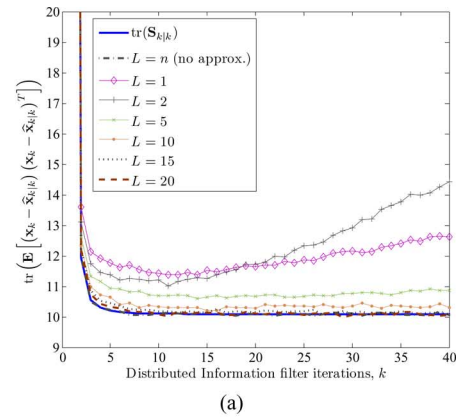 20
19
18
17
16
15
14
13
12
11
10
9
tr(S_{k|k})
L = n (no approx.)
L = 1
L = 2
L = 5
L = 10
L = 15
L = 20
tr (E [(x_k − x̂_{k|k}) (x_k − x̂_{k|k})^T])
0 5 10 15 20 25 30 35 40
Distributed Information filter iterations, k
(a)